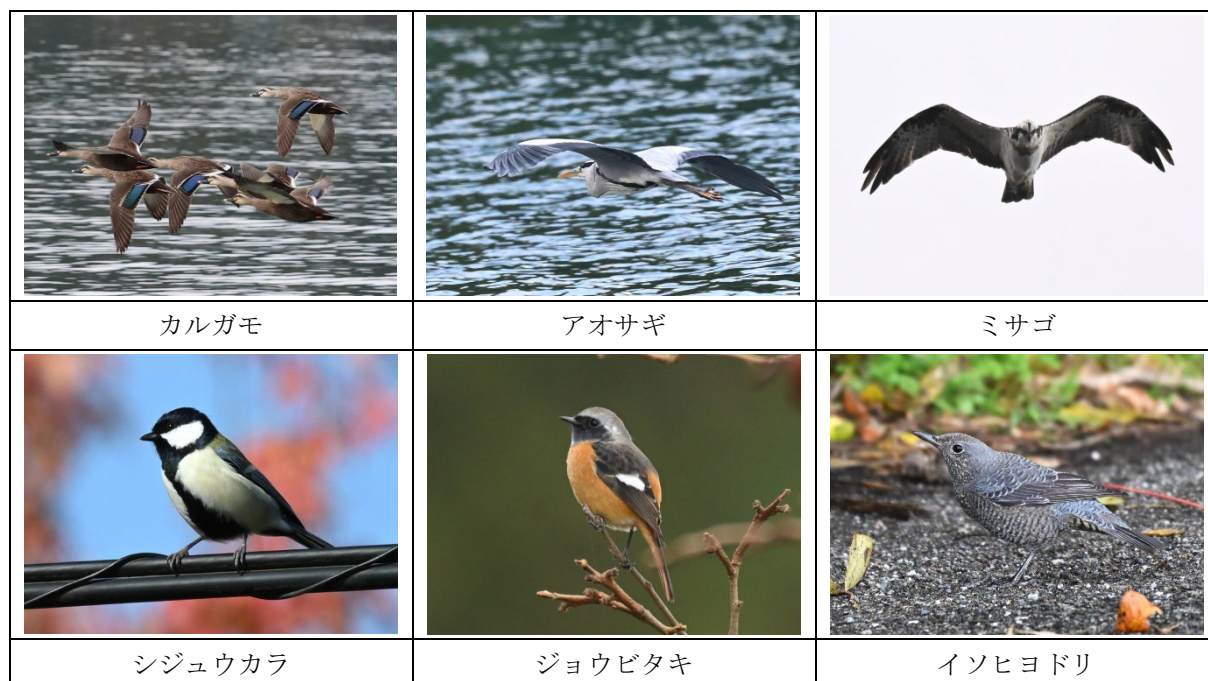 カルガモ
アオサギ
ミサゴ
シジュウカラ
ジョウビタキ
イソヒヨドリ